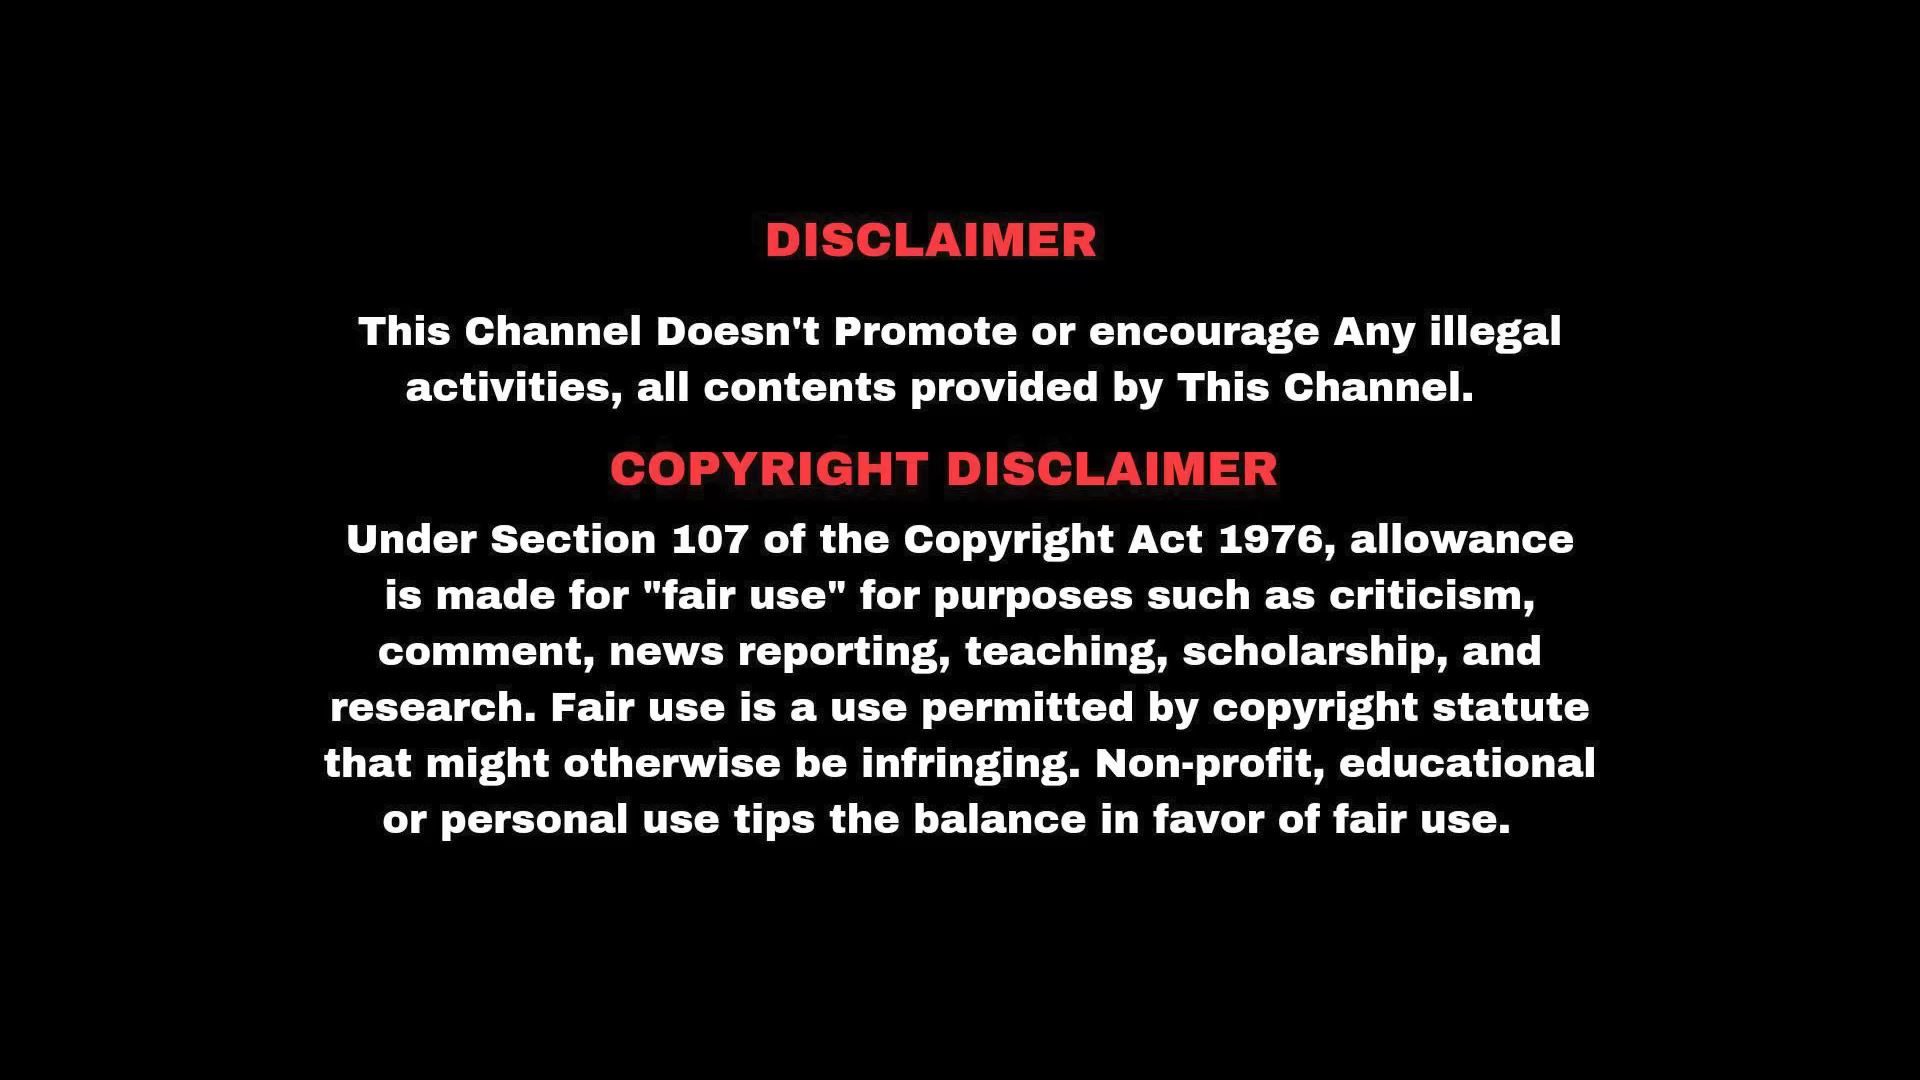 DISCLAIMER
This Channel Doesn't Promote or encourage Any illegal
activities, all contents provided by This Channel.
COPYRIGHT DISCLAIMER
Under Section 107 of the Copyright Act 1976, allowance
is made for "fair use" for purposes such as criticism,
comment, news reporting, teaching, scholarship, and
research. Fair use is a use permitted by copyright statute
that might otherwise be infringing. Non-profit, educational
or personal use tips the balance in favor of fair use.